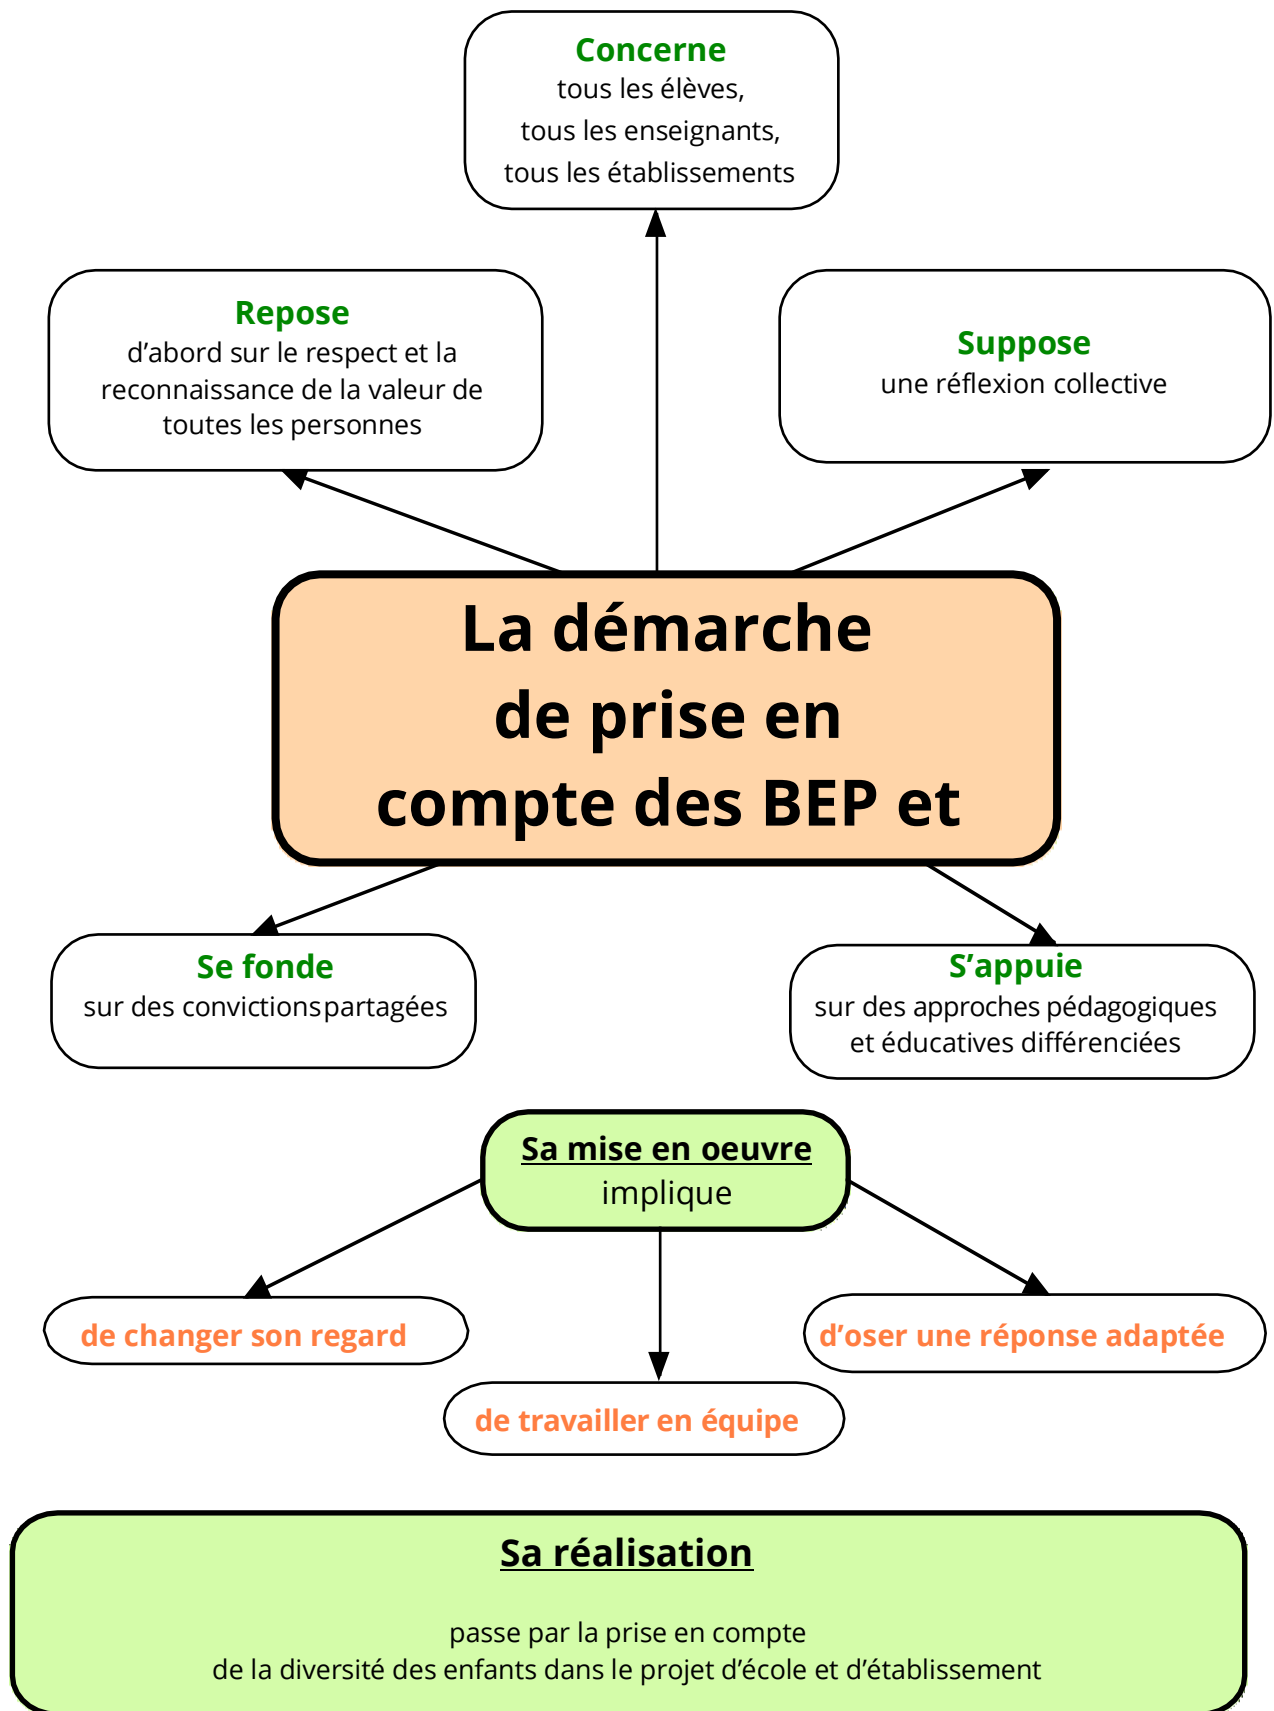 Concerne
tous les élèves,
tous les enseignants,
tous les établissements
Repose
d’abord sur le respect et la
reconnaissance de la valeur de
toutes les personnes
Suppose
une réflexion collective
La démarche
de prise en
compte des BEP et
Se fonde
sur des convictions partagées
S’appuie
sur des approches pédagogiques
et éducatives différenciées
Sa mise en oeuvre
implique
de changer son regard
d’oser une réponse adaptée
de travailler en équipe
Sa réalisation
passe par la prise en compte
de la diversité des enfants dans le projet d’école et d’établissement